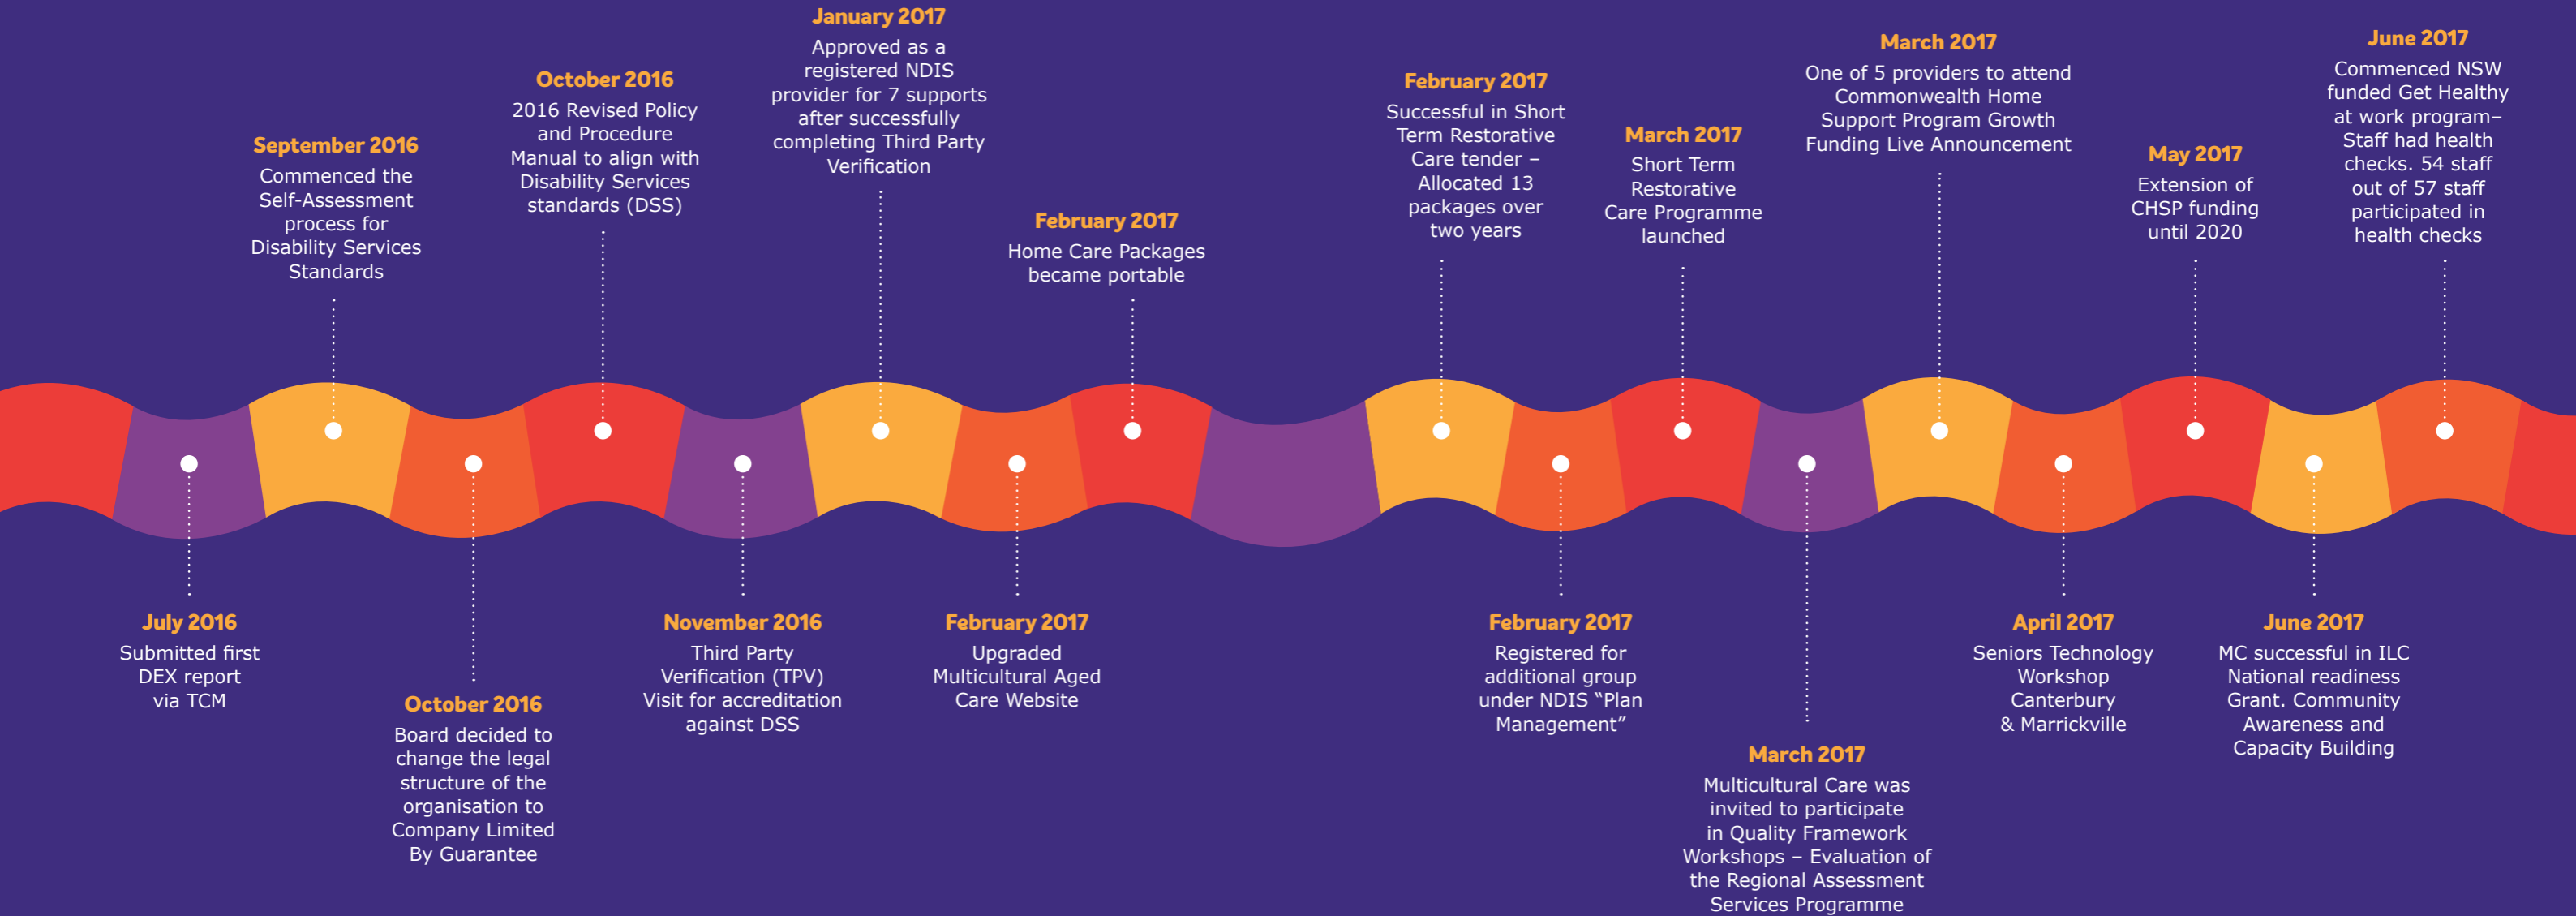 July 2016
Submitted first
DEX report
via TCM
September 2016
Commenced the
Self-Assessment
process for
Disability Services
Standards
October 2016
Board decided to
change the legal
structure of the
organisation to
Company Limited
By Guarantee
October 2016
2016 Revised Policy
and Procedure
Manual to align with
Disability Services
standards (DSS)
November 2016
Third Party
Verification (TPV)
Visit for accreditation
against DSS
January 2017
Approved as a
registered NDIS
provider for 7 supports
after successfully
completing Third Party
Verification
February 2017
Upgraded
Multicultural Aged
Care Website
February 2017
Home Care Packages
became portable
February 2017
Successful in Short
Term Restorative
Care tender –
Allocated 13
packages over
two years
February 2017
Registered for
additional group
under NDIS “Plan
Management”
March 2017
Short Term
Restorative
Care Programme
launched
March 2017
Multicultural Care was
invited to participate
in Quality Framework
Workshops – Evaluation of
the Regional Assessment
Services Programme
March 2017
One of 5 providers to attend
Commonwealth Home
Support Program Growth
Funding Live Announcement
April 2017
Seniors Technology
Workshop
Canterbury
& Marrickville
May 2017
Extension of
CHSP funding
until 2020
June 2017
MC successful in ILC
National readiness
Grant. Community
Awareness and
Capacity Building
June 2017
Commenced NSW
funded Get Healthy
at work program–
Staff had health
checks. 54 staff
out of 57 staff
participated in
health checks